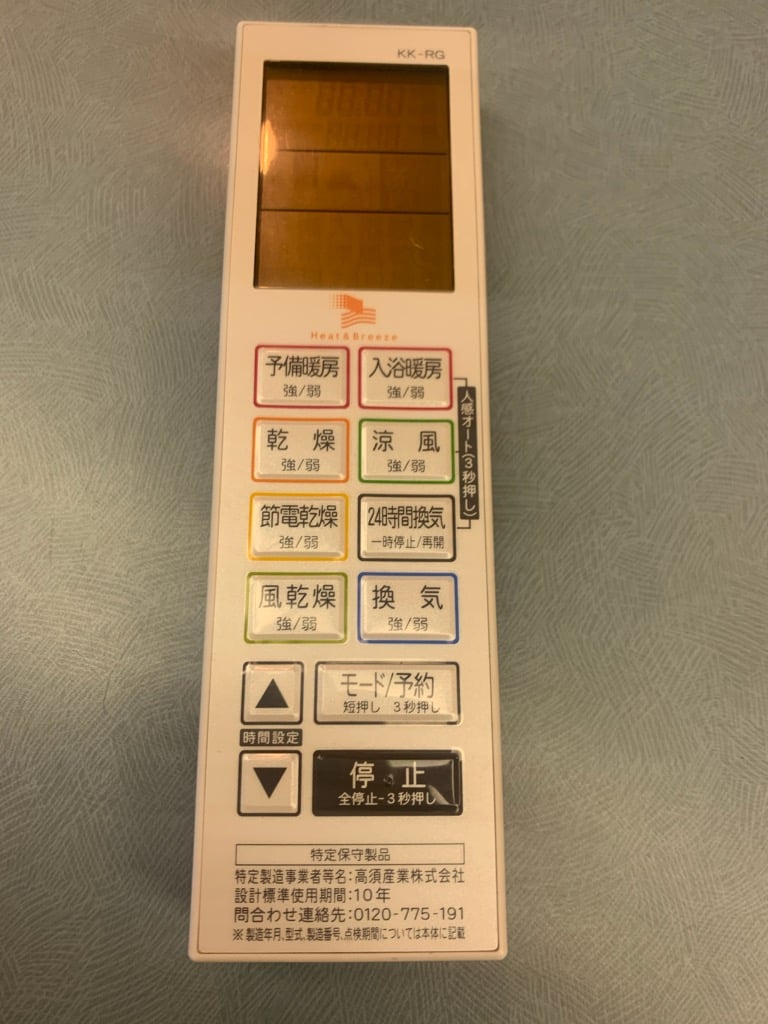 KK-RG
Heat & Breeze
予備暖房
強/弱
入浴暖房
強/弱
人感オート(3秒押し)
乾 燥
強/弱
涼 風
強/弱
節電乾燥
強/弱
24時間換気
一時停止/再開
風乾燥
強/弱
換 気
強/弱
▲
モード/予約
短押し 3秒押し
時間設定
▼
停 止
全停止-3秒押し
特定保守製品
特定製造事業者等名:高須産業株式会社
設計標準使用期間:10年
問合わせ連絡先:0120-775-191
※製造年月,型式,製造番号,点検期間については本体に記載